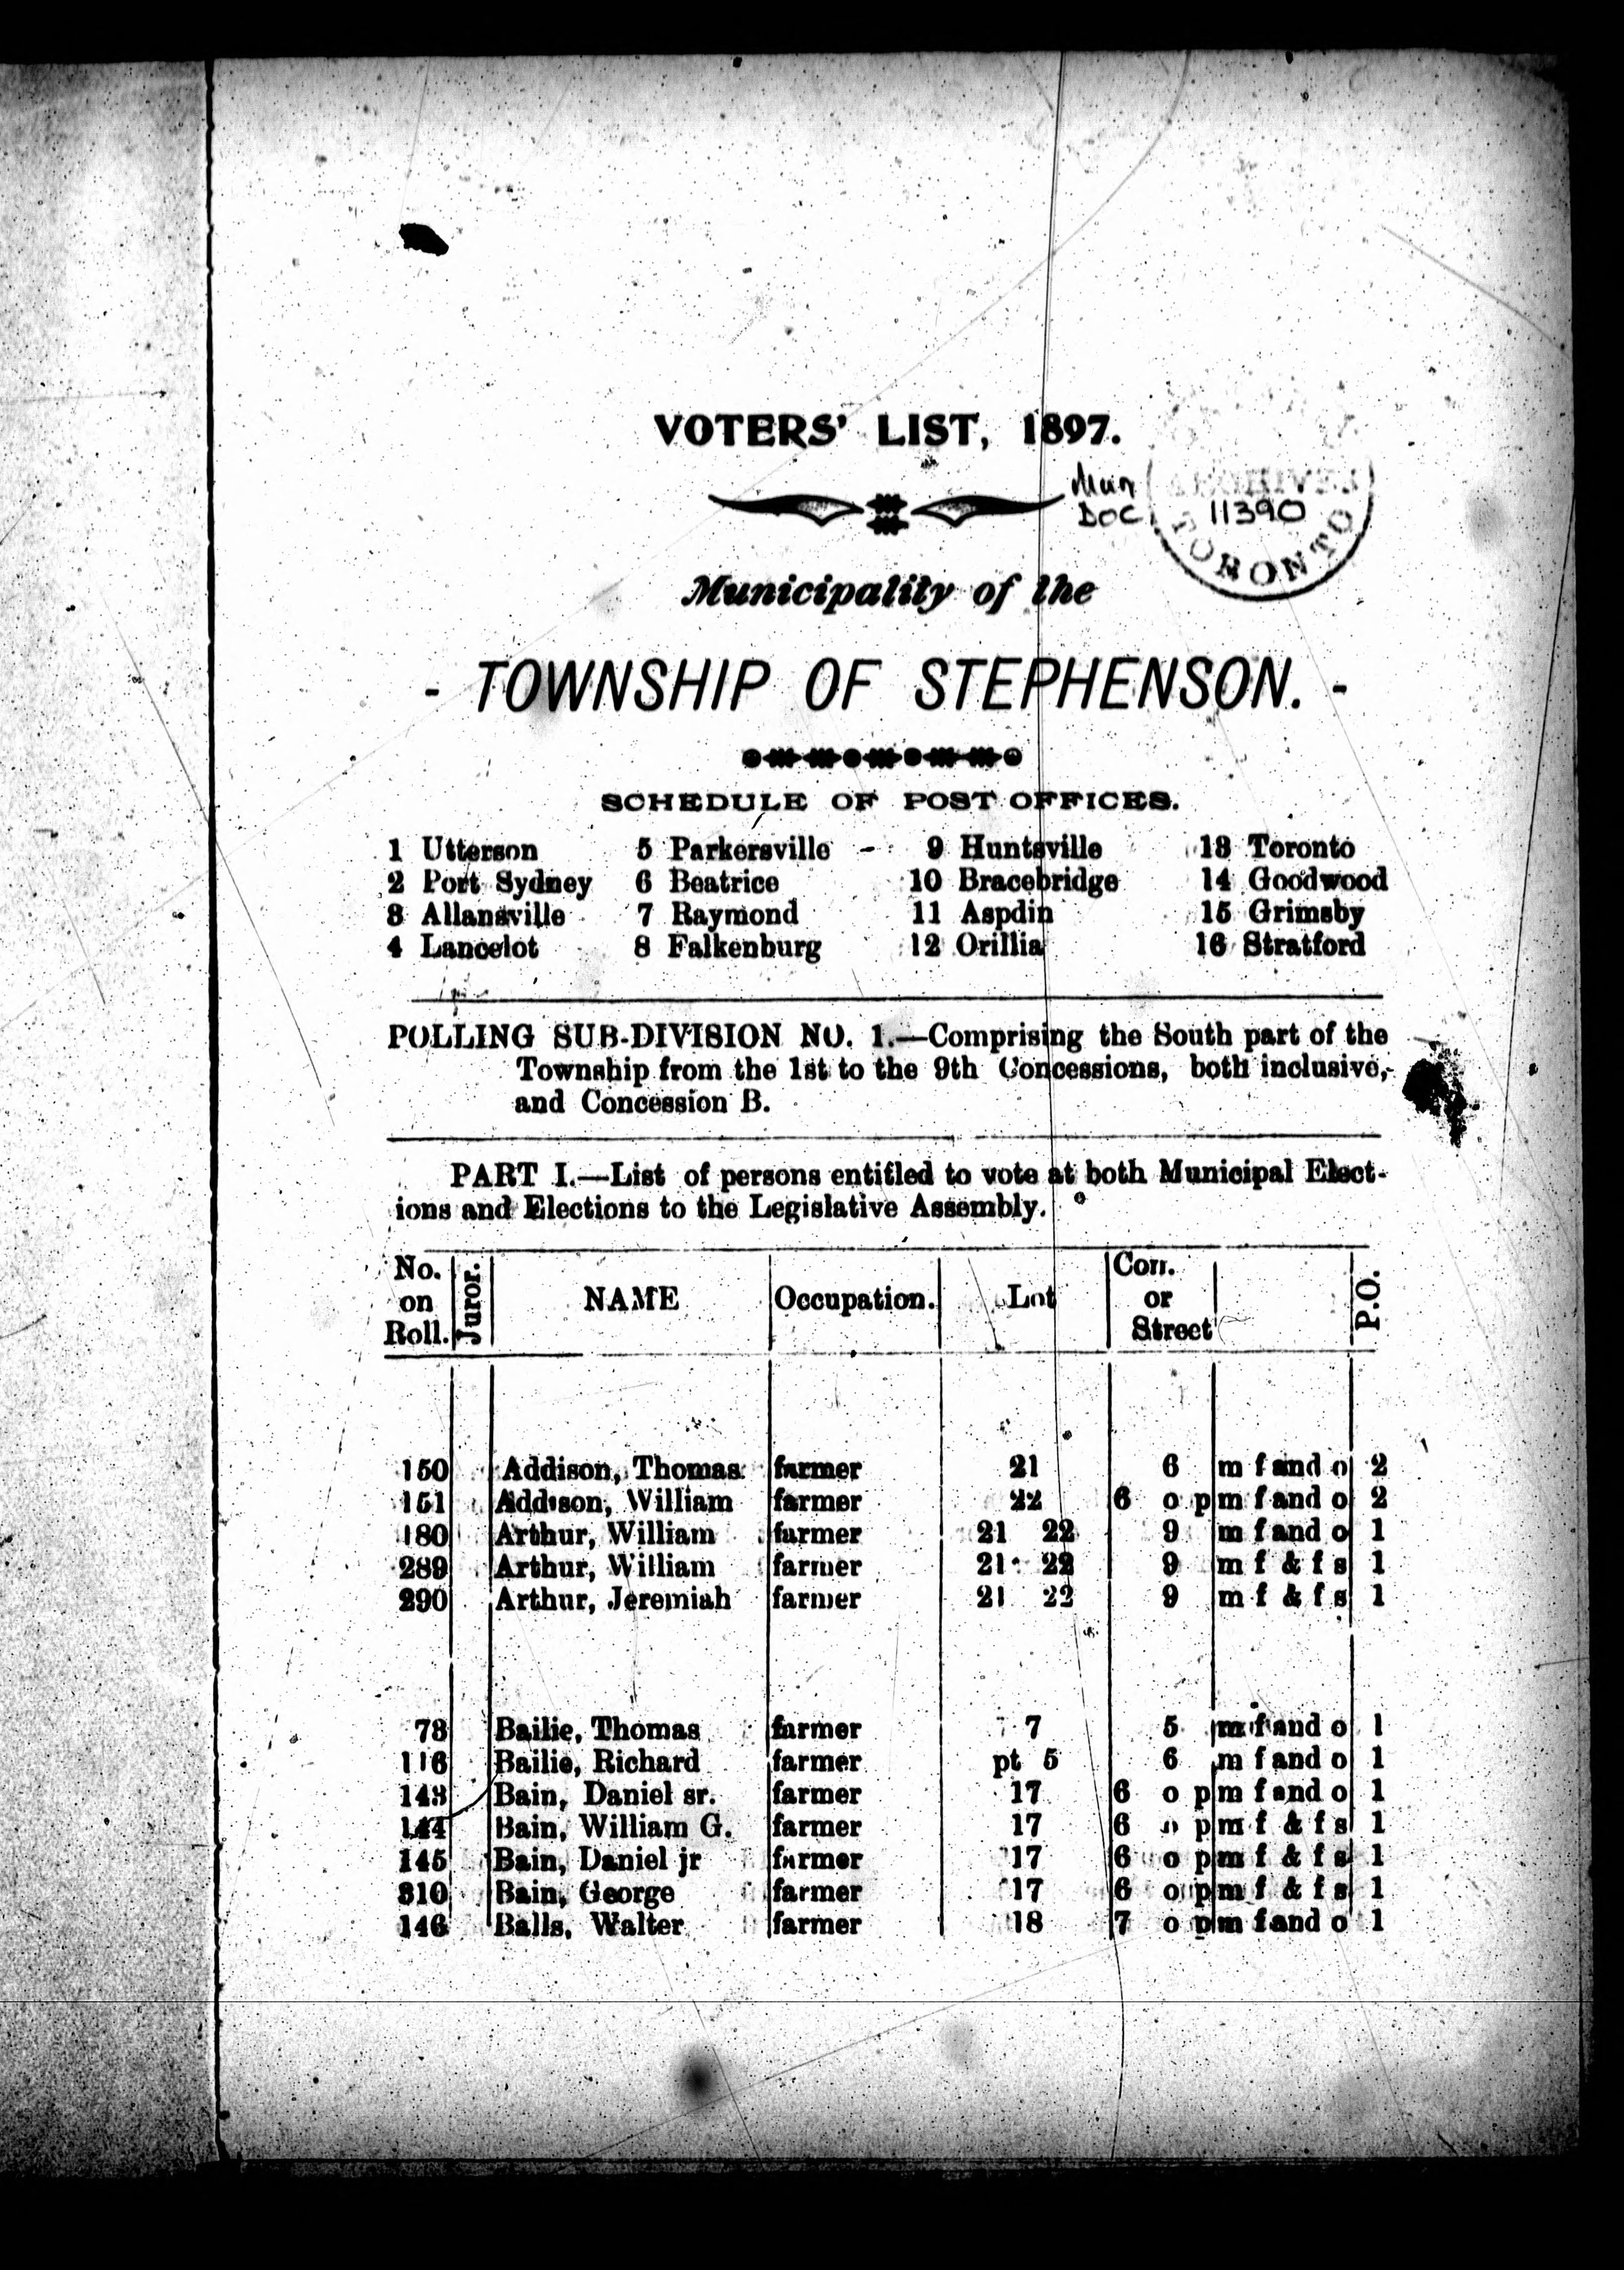 VOTERS' LIST, 1897.
Mun
Doc
ARCHIVES
11390
TORONTO
Municipality of the
- TOWNSHIP OF STEPHENSON. -
SCHEDULE OF POST OFFICES.
1 Utterson 5 Parkersville - 9 Huntsville 13 Toronto
2 Port Sydney 6 Beatrice 10 Bracebridge 14 Goodwood
3 Allansville 7 Raymond 11 Aspdin 15 Grimsby
4 Lancelot 8 Falkenburg 12 Orillia 16 Stratford
POLLING SUB-DIVISION NO. 1.—Comprising the South part of the
Township from the 1st to the 9th Concessions, both inclusive,
and Concession B.
PART I.—List of persons entitled to vote at both Municipal Elect-
ions and Elections to the Legislative Assembly.
No. on Roll. Juror. NAME Occupation. Lot Con. or Street P.O.
150 Addison, Thomas farmer 21 6 m f and o 2
151 Addison, William farmer 22 6 o p m f and o 2
180 Arthur, William farmer 21 22 9 m f and o 1
289 Arthur, William farmer 21 22 9 m f & f s 1
290 Arthur, Jeremiah farmer 21 22 9 m f & f s 1
73 Bailie, Thomas farmer 7 5 m f and o 1
116 Bailie, Richard farmer pt 5 6 m f and o 1
143 Bain, Daniel sr. farmer 17 6 o p m f and o 1
144 Bain, William G. farmer 17 6 o p m f & f s 1
145 Bain, Daniel jr farmer 17 6 o p m f & f s 1
310 Bain, George farmer 17 6 o p m f & f s 1
146 Balls, Walter farmer 18 7 o p m f and o 1